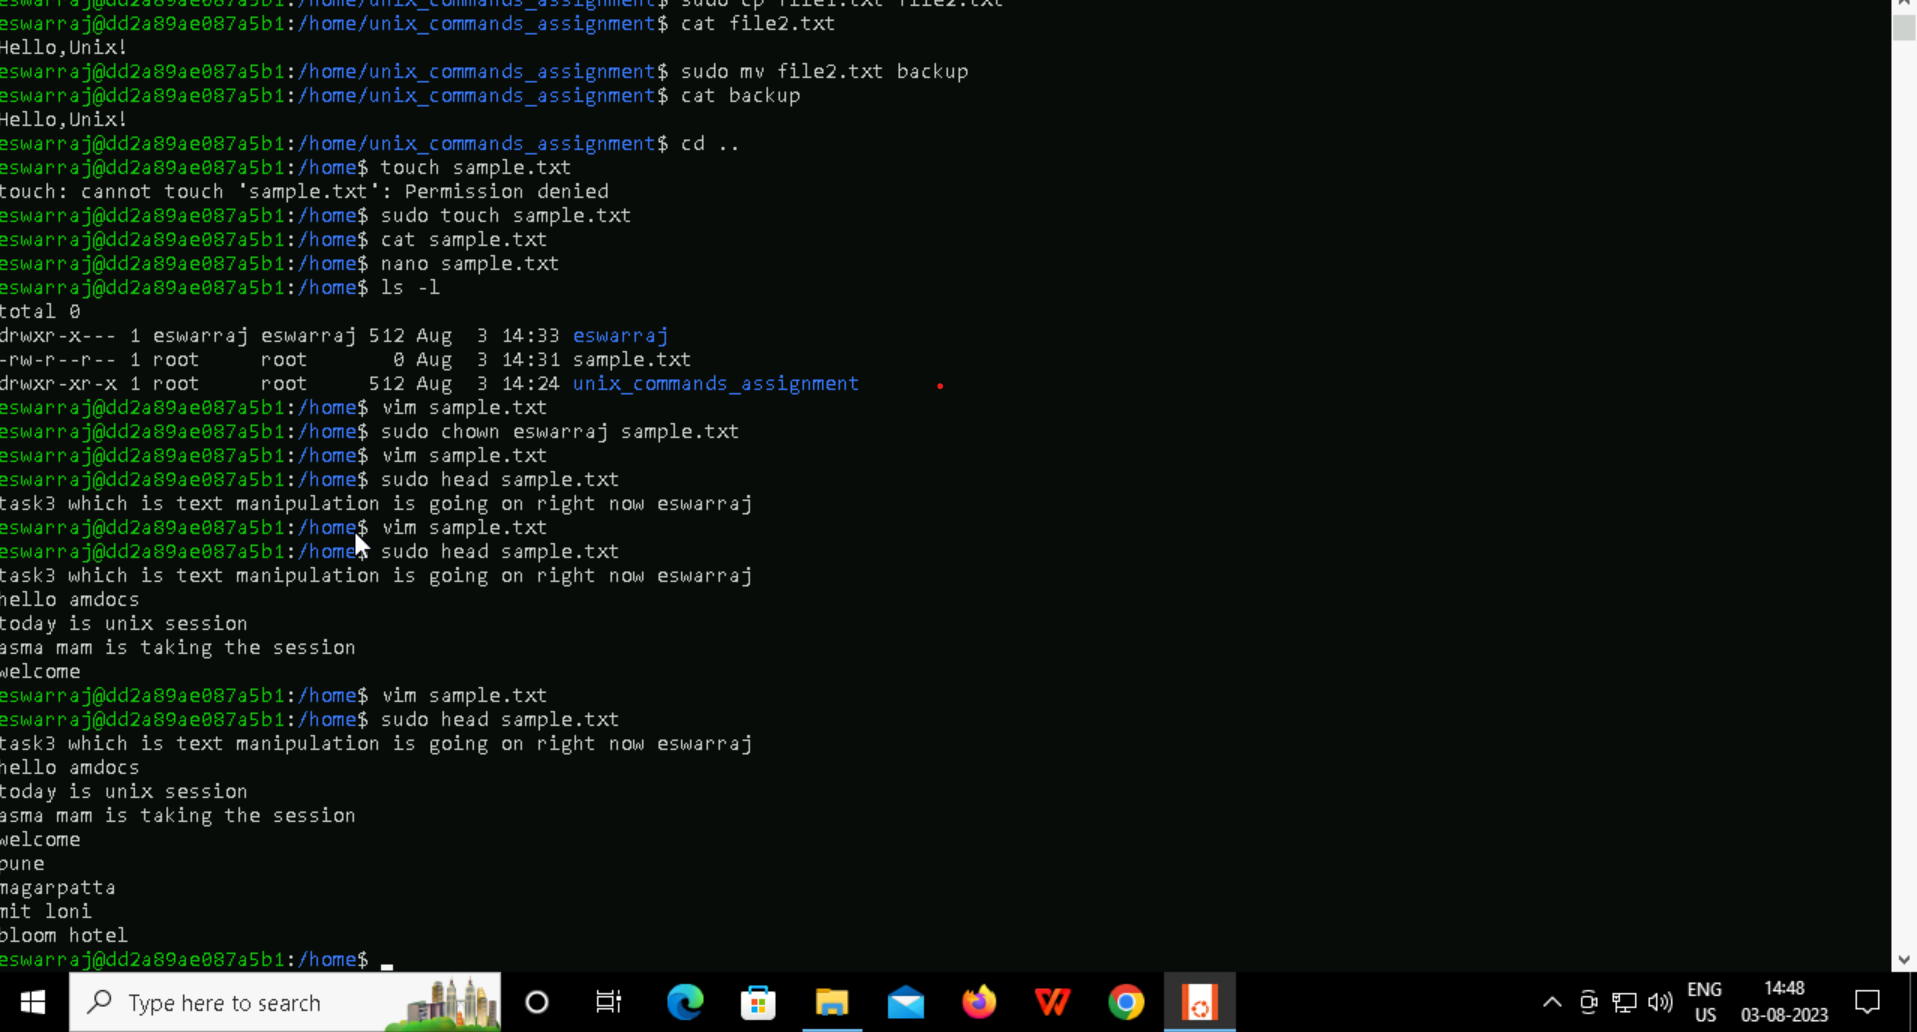 eswarraj@dd2a89ae087a5b1:/home/unix_commands_assignment$ sudo cp file1.txt file2.txt
eswarraj@dd2a89ae087a5b1:/home/unix_commands_assignment$ cat file2.txt
Hello,Unix!
eswarraj@dd2a89ae087a5b1:/home/unix_commands_assignment$ sudo mv file2.txt backup
eswarraj@dd2a89ae087a5b1:/home/unix_commands_assignment$ cat backup
Hello,Unix!
eswarraj@dd2a89ae087a5b1:/home/unix_commands_assignment$ cd ..
eswarraj@dd2a89ae087a5b1:/home$ touch sample.txt
touch: cannot touch 'sample.txt': Permission denied
eswarraj@dd2a89ae087a5b1:/home$ sudo touch sample.txt
eswarraj@dd2a89ae087a5b1:/home$ cat sample.txt
eswarraj@dd2a89ae087a5b1:/home$ nano sample.txt
eswarraj@dd2a89ae087a5b1:/home$ ls -l
total 0
drwxr-x--- 1 eswarraj eswarraj 512 Aug  3 14:33 eswarraj
-rw-r--r-- 1 root     root       0 Aug  3 14:31 sample.txt
drwxr-xr-x 1 root     root     512 Aug  3 14:24 unix_commands_assignment
eswarraj@dd2a89ae087a5b1:/home$ vim sample.txt
eswarraj@dd2a89ae087a5b1:/home$ sudo chown eswarraj sample.txt
eswarraj@dd2a89ae087a5b1:/home$ vim sample.txt
eswarraj@dd2a89ae087a5b1:/home$ sudo head sample.txt
task3 which is text manipulation is going on right now eswarraj
eswarraj@dd2a89ae087a5b1:/home$ vim sample.txt
eswarraj@dd2a89ae087a5b1:/home$ sudo head sample.txt
task3 which is text manipulation is going on right now eswarraj
hello amdocs
today is unix session
asma mam is taking the session
welcome
eswarraj@dd2a89ae087a5b1:/home$ vim sample.txt
eswarraj@dd2a89ae087a5b1:/home$ sudo head sample.txt
task3 which is text manipulation is going on right now eswarraj
hello amdocs
today is unix session
asma mam is taking the session
welcome
pune
magarpatta
mit loni
bloom hotel
eswarraj@dd2a89ae087a5b1:/home$
Type here to search
ENG
US
14:48
03-08-2023